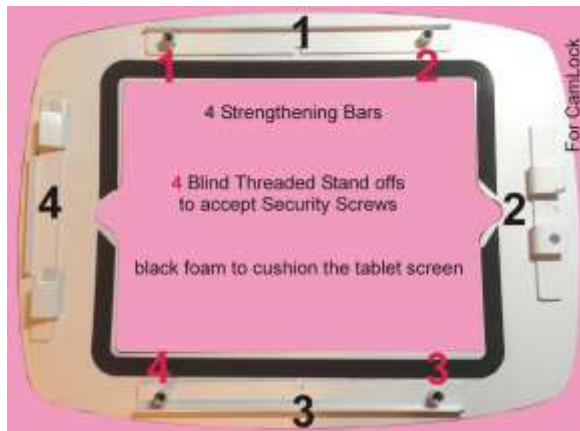 1
1 2
For CamLock
4 Strengthening Bars
4 Blind Threaded Stand offs
to accept Security Screws
4 2
black foam to cushion the tablet screen
4 3
3